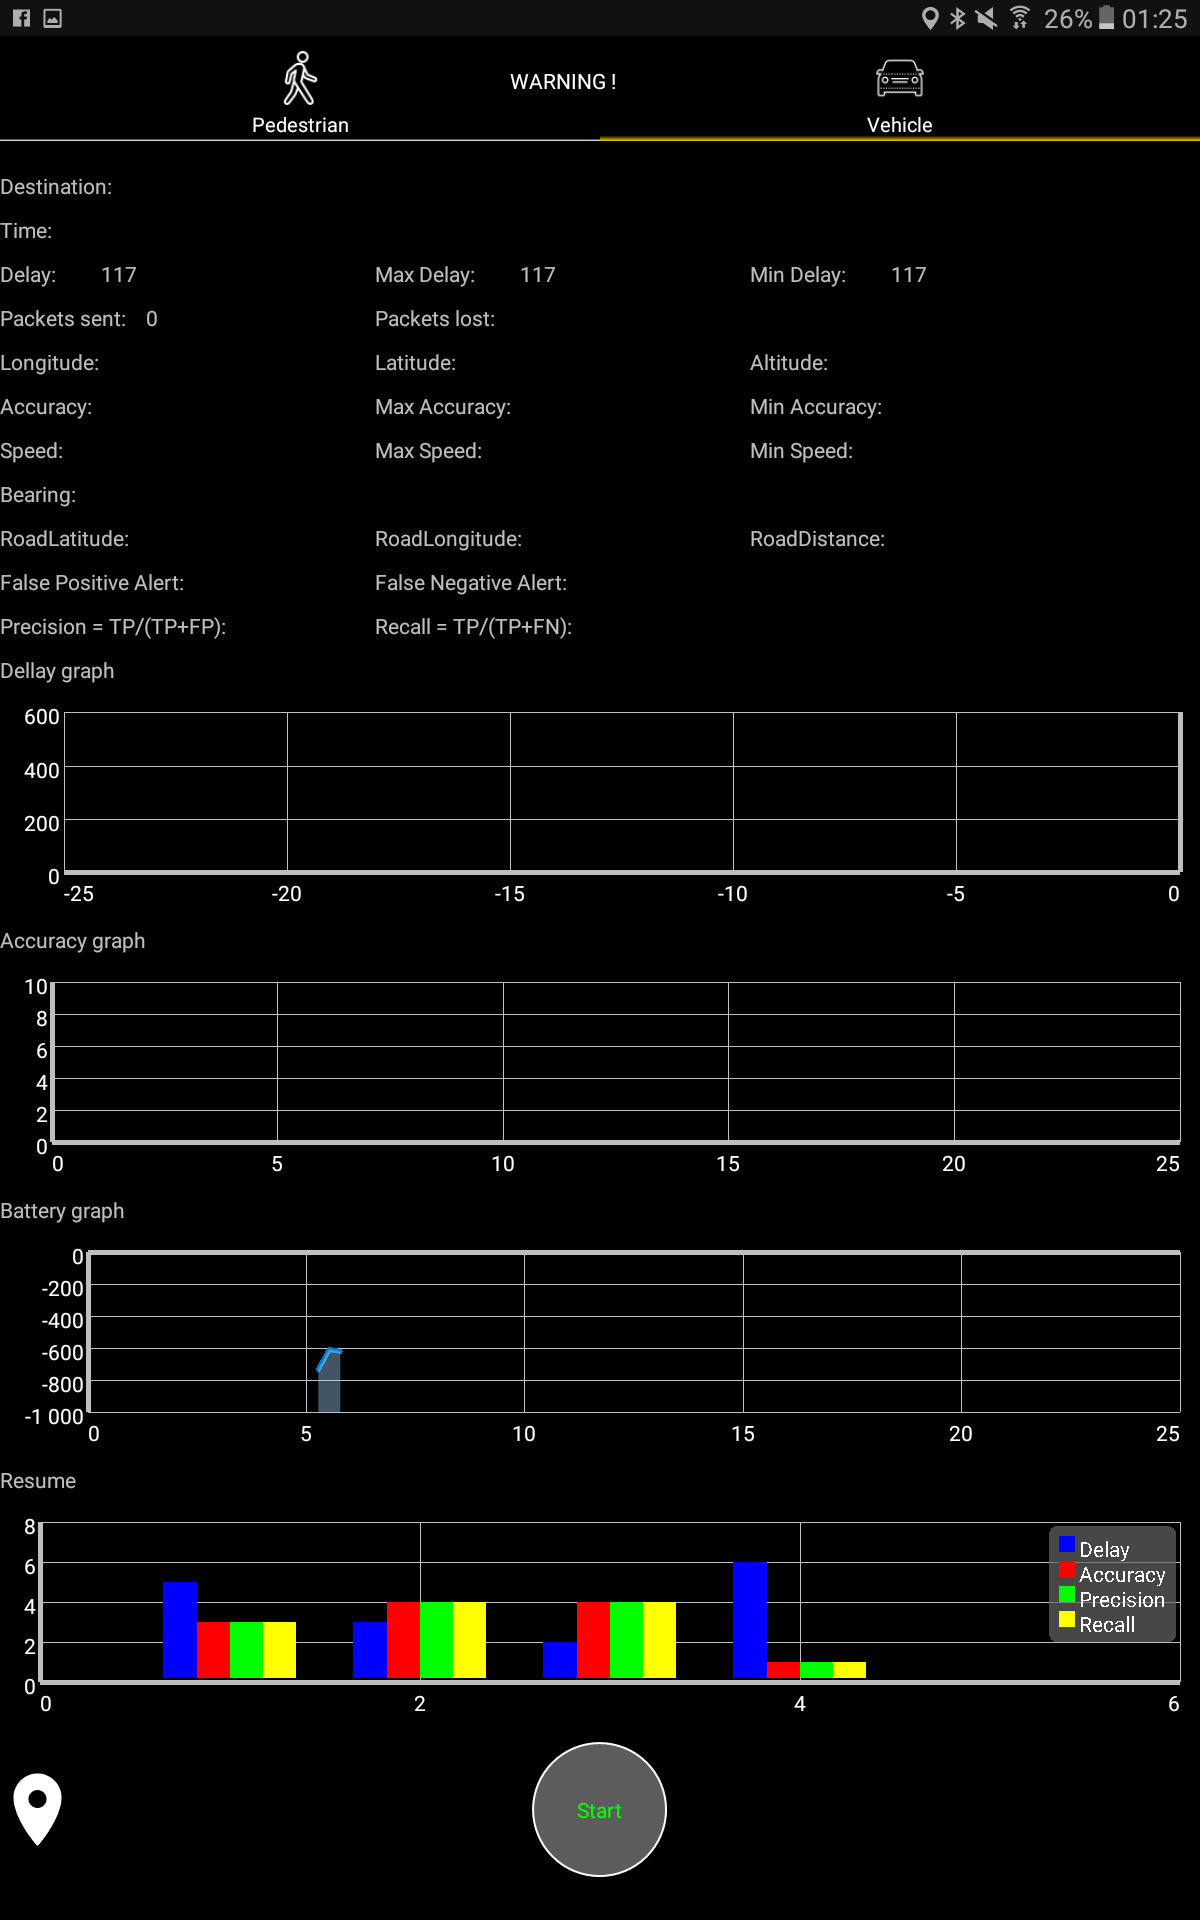 26% 01:25
WARNING !
Pedestrian Vehicle
Destination:
Time:
Delay: 117 Max Delay: 117 Min Delay: 117
Packets sent: 0 Packets lost:
Longitude: Latitude: Altitude:
Accuracy: Max Accuracy: Min Accuracy:
Speed: Max Speed: Min Speed:
Bearing:
RoadLatitude: RoadLongitude: RoadDistance:
False Positive Alert: False Negative Alert:
Precision = TP/(TP+FP): Recall = TP/(TP+FN):
Dellay graph
600
400
200
0
-25 -20 -15 -10 -5 0
Accuracy graph
10
8
6
4
2
0
0 5 10 15 20 25
Battery graph
0
-200
-400
-600
-800
-1 000
0 5 10 15 20 25
Resume
8
6
4
2
0
Delay
Accuracy
Precision
Recall
0 2 4 6
Start